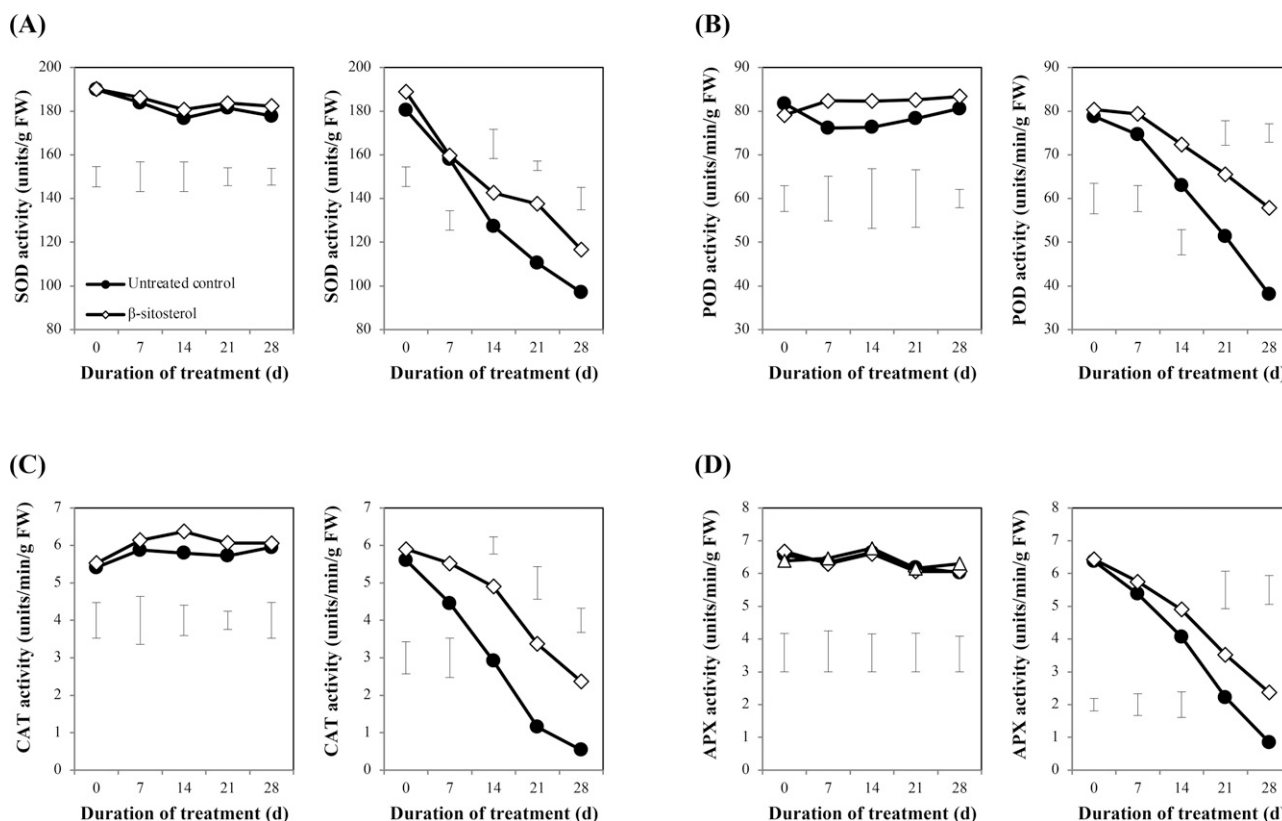 (A)
SOD activity (units/g FW)
200
180
160
140
120
100
80
Untreated control
β-sitosterol
0 7 14 21 28
Duration of treatment (d)
SOD activity (units/g FW)
200
180
160
140
120
100
80
0 7 14 21 28
Duration of treatment (d)
(B)
POD activity (units/min/g FW)
90
80
70
60
50
40
30
0 7 14 21 28
Duration of treatment (d)
POD activity (units/min/g FW)
90
80
70
60
50
40
30
0 7 14 21 28
Duration of treatment (d)
(C)
CAT activity (units/min/g FW)
7
6
5
4
3
2
1
0
0 7 14 21 28
Duration of treatment (d)
CAT activity (units/min/g FW)
7
6
5
4
3
2
1
0
0 7 14 21 28
Duration of treatment (d)
(D)
APX activity (units/min/g FW)
8
7
6
5
4
3
2
1
0
0 7 14 21 28
Duration of treatment (d)
APX activity (units/min/g FW)
8
7
6
5
4
3
2
1
0
0 7 14 21 28
Duration of treatment (d)